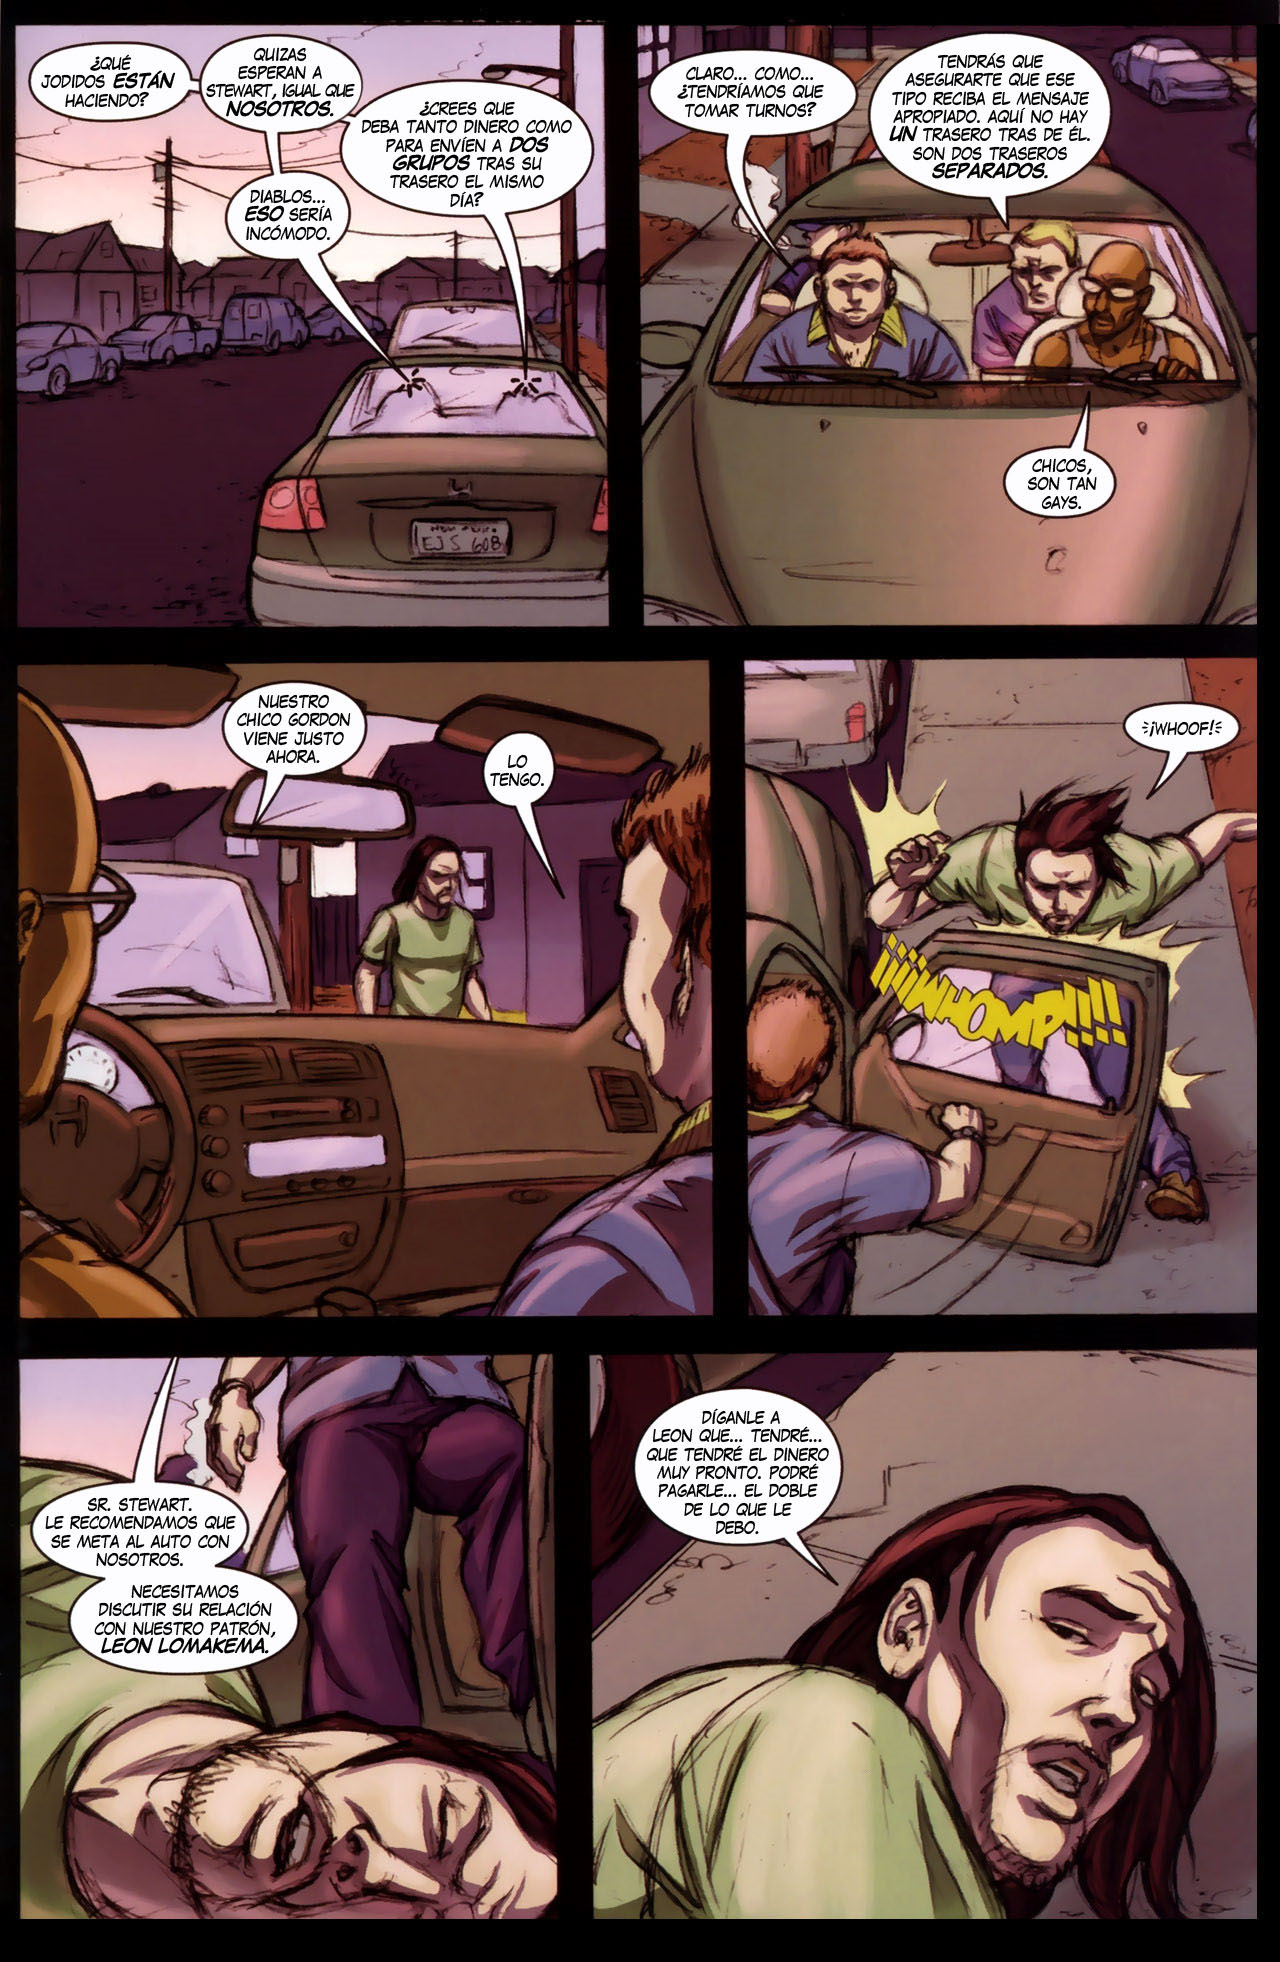 ¿QUÉ
JODIDOS ESTÁN
HACIENDO?
QUIZAS
ESPERAN A
STEWART, IGUAL QUE
NOSOTROS.
¿CREES QUE
DEBA TANTO DINERO COMO
PARA ENVÍEN A DOS
GRUPOS TRAS SU
TRASERO EL MISMO
DÍA?
DIABLOS...
ESO SERÍA
INCÓMODO.
EJS 608
CLARO... COMO...
¿TENDRÍAMOS QUE
TOMAR TURNOS?
TENDRÁS QUE
ASEGURARTE QUE ESE
TIPO RECIBA EL MENSAJE
APROPIADO. AQUÍ NO HAY
UN TRASERO TRAS DE ÉL.
SON DOS TRASEROS
SEPARADOS.
CHICOS,
SON TAN
GAYS.
NUESTRO
CHICO GORDON
VIENE JUSTO
AHORA.
LO
TENGO.
¡WHOOF!
¡¡¡¡WHOMP!!!!
SR. STEWART.
LE RECOMENDAMOS QUE
SE META AL AUTO CON
NOSOTROS.
NECESITAMOS
DISCUTIR SU RELACIÓN
CON NUESTRO PATRÓN,
LEON LOMAKEMA.
DÍGANLE A
LEON QUE... TENDRÉ...
QUE TENDRÉ EL DINERO
MUY PRONTO. PODRÉ
PAGARLE... EL DOBLE
DE LO QUE LE
DEBO.